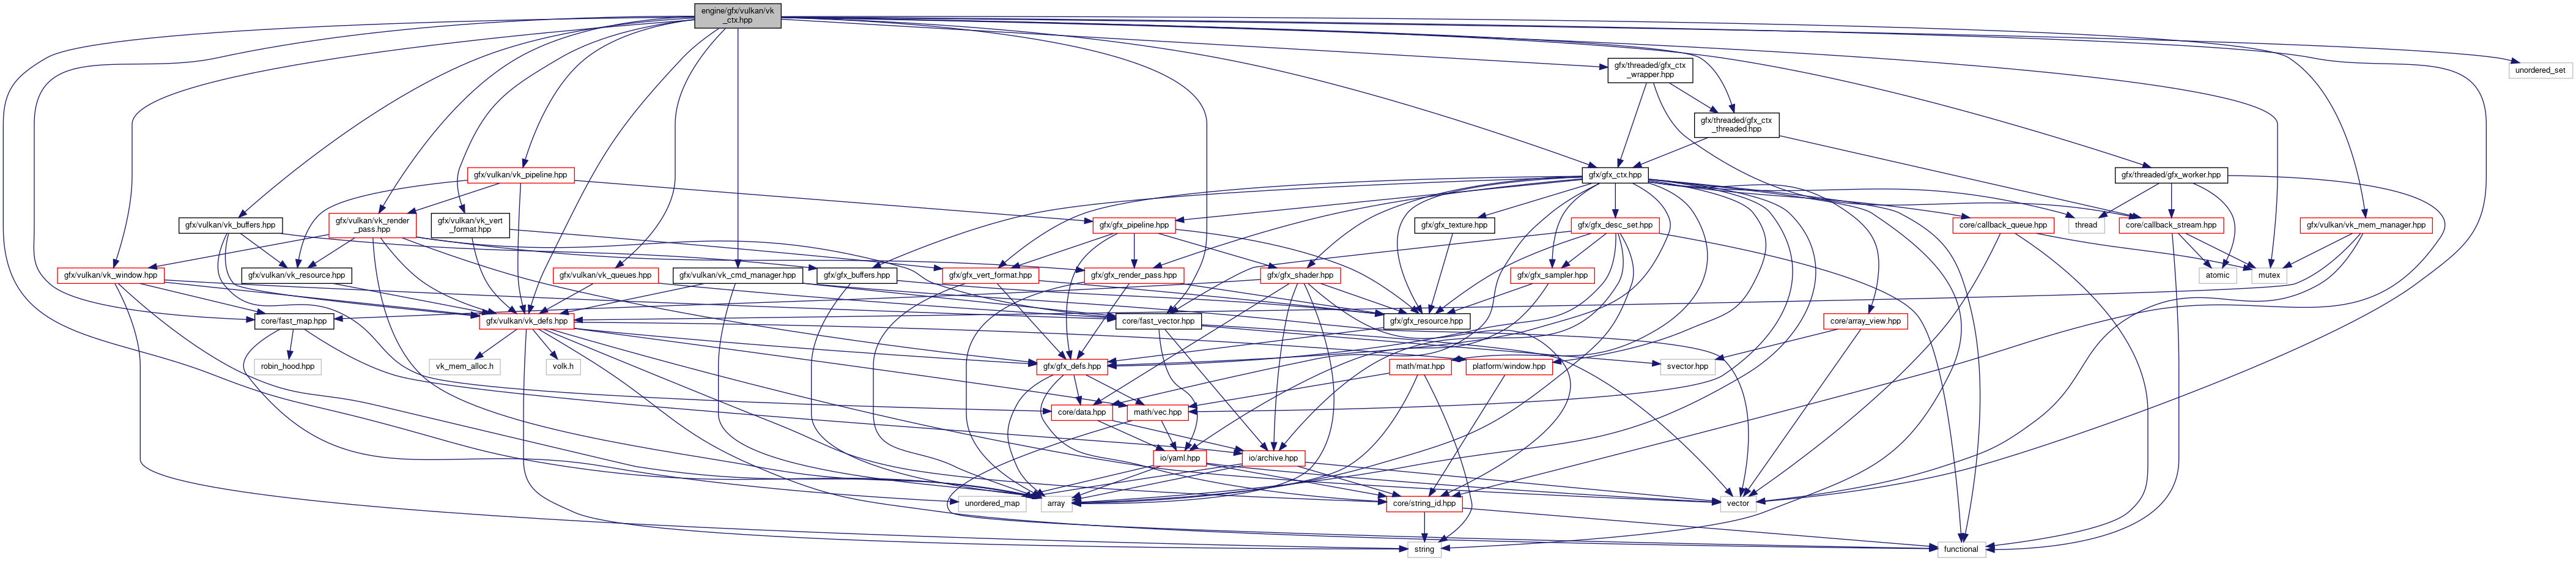 engine/gfx/vulkan/vk
_ctx.hpp
gfx/threaded/gfx_ctx
_wrapper.hpp
unordered_set
gfx/threaded/gfx_ctx
_threaded.hpp
gfx/vulkan/vk_pipeline.hpp
gfx/gfx_ctx.hpp
gfx/threaded/gfx_worker.hpp
gfx/vulkan/vk_buffers.hpp
gfx/vulkan/vk_render
_pass.hpp
gfx/vulkan/vk_vert
_format.hpp
gfx/gfx_pipeline.hpp
gfx/gfx_texture.hpp
gfx/gfx_desc_set.hpp
core/callback_queue.hpp
thread
core/callback_stream.hpp
gfx/vulkan/vk_mem_manager.hpp
gfx/vulkan/vk_window.hpp
gfx/vulkan/vk_resource.hpp
gfx/vulkan/vk_queues.hpp
gfx/vulkan/vk_cmd_manager.hpp
gfx/gfx_buffers.hpp
gfx/gfx_vert_format.hpp
gfx/gfx_render_pass.hpp
gfx/gfx_shader.hpp
gfx/gfx_sampler.hpp
atomic
mutex
core/fast_map.hpp
gfx/vulkan/vk_defs.hpp
core/fast_vector.hpp
gfx/gfx_resource.hpp
core/array_view.hpp
robin_hood.hpp
vk_mem_alloc.h
volk.h
gfx/gfx_defs.hpp
math/mat.hpp
platform/window.hpp
svector.hpp
core/data.hpp
math/vec.hpp
io/yaml.hpp
io/archive.hpp
unordered_map
array
core/string_id.hpp
vector
string
functional